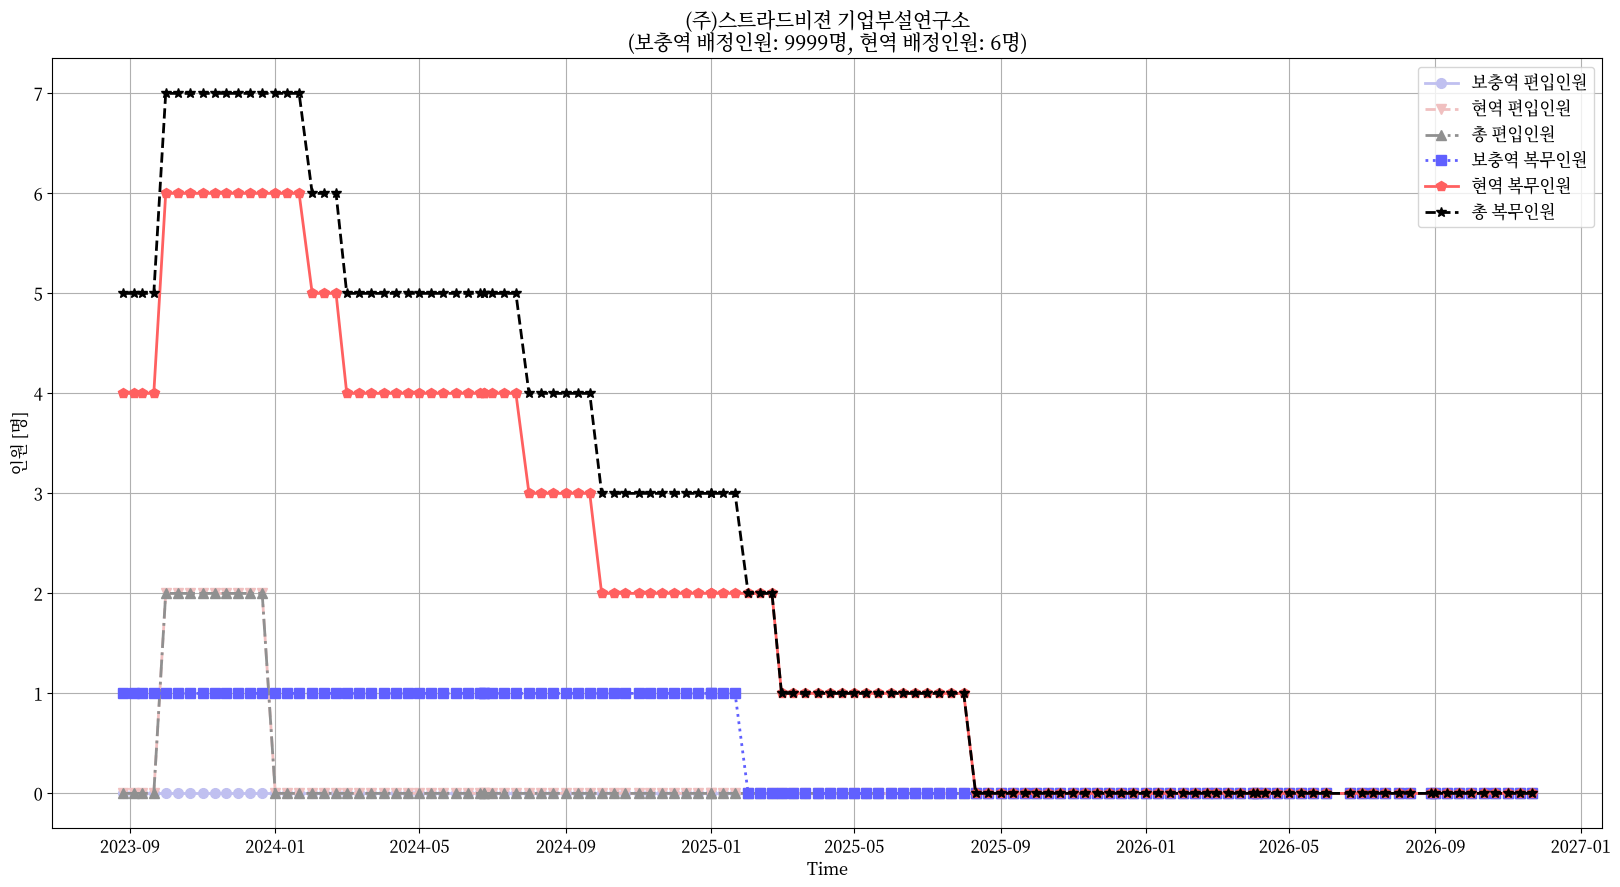 (주)스트라드비젼 기업부설연구소
(보충역 배정인원: 9999명, 현역 배정인원: 6명)
보충역 편입인원
현역 편입인원
총 편입인원
보충역 복무인원
현역 복무인원
총 복무인원
인원 [명]
7
6
5
4
3
2
1
0
2023-09 2024-01 2024-05 2024-09 2025-01 2025-05 2025-09 2026-01 2026-05 2026-09 2027-01
Time